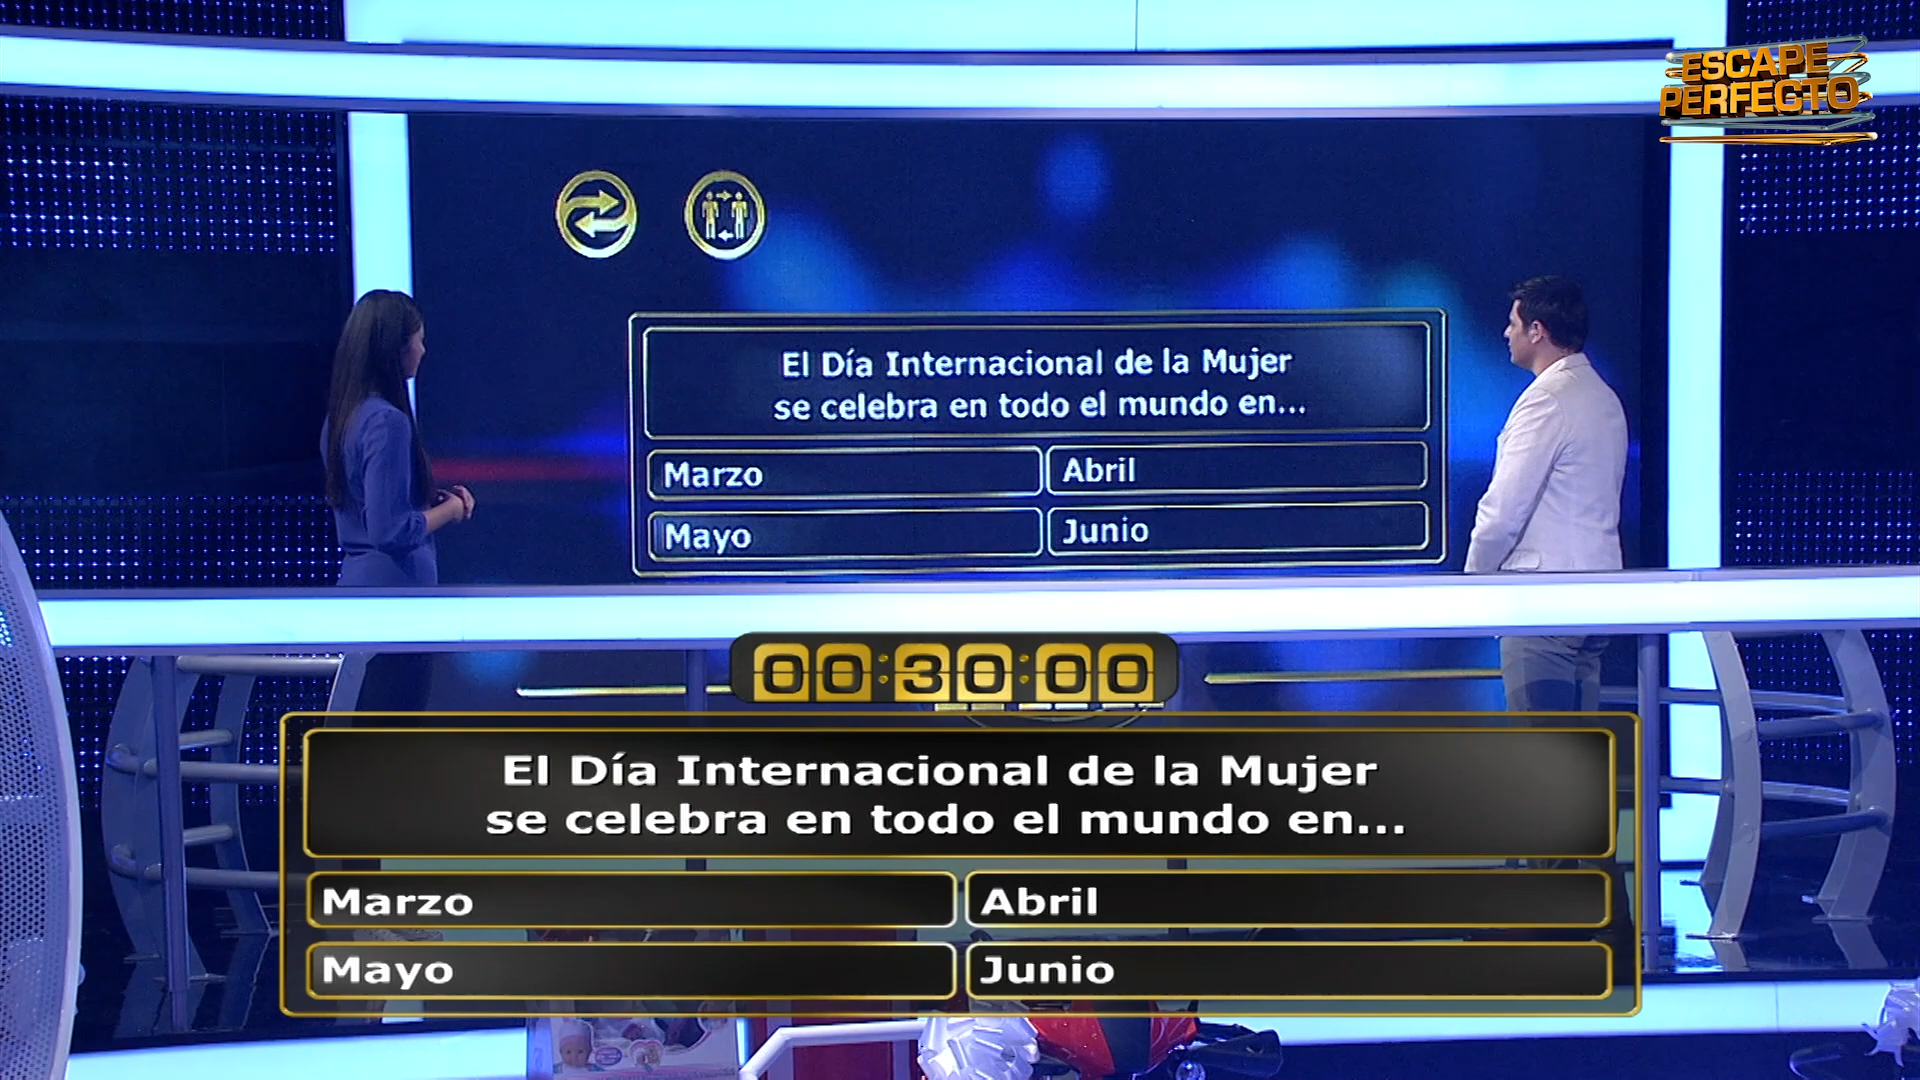 ESCAPE
PERFECTO
El Día Internacional de la Mujer
se celebra en todo el mundo en...
Marzo
Abril
Mayo
Junio
00:30:00
El Día Internacional de la Mujer
se celebra en todo el mundo en...
Marzo
Abril
Mayo
Junio